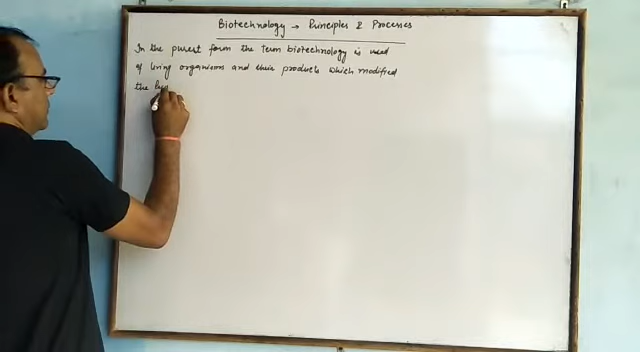 Biotechnology → Principles & Processes
In the purest form the term biotechnology is used
of living organisms and their products which modified
the